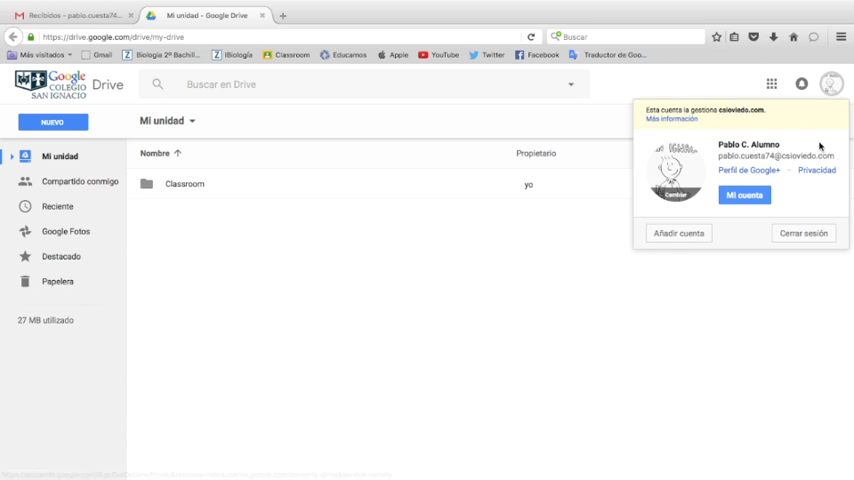 Recibidos - pablo.cuesta74...
Mi unidad - Google Drive
https://drive.google.com/drive/my-drive
Buscar
Más visitados
Gmail
Biologia 2º Bachill...
IBiología
Classroom
Educamos
Apple
YouTube
Twitter
Facebook
Traductor de Goo...
Google
COLEGIO
SAN IGNACIO
Drive
Buscar en Drive
NUEVO
Mi unidad
Esta cuenta la gestiona csioviedo.com.
Más información
Pablo C. Alumno
pablo.cuesta74@csioviedo.com
Perfil de Google+ - Privacidad
Cambiar
Mi cuenta
Añadir cuenta
Cerrar sesión
Mi unidad
Compartido conmigo
Reciente
Google Fotos
Destacado
Papelera
27 MB utilizado
Nombre
Propietario
Classroom
yo